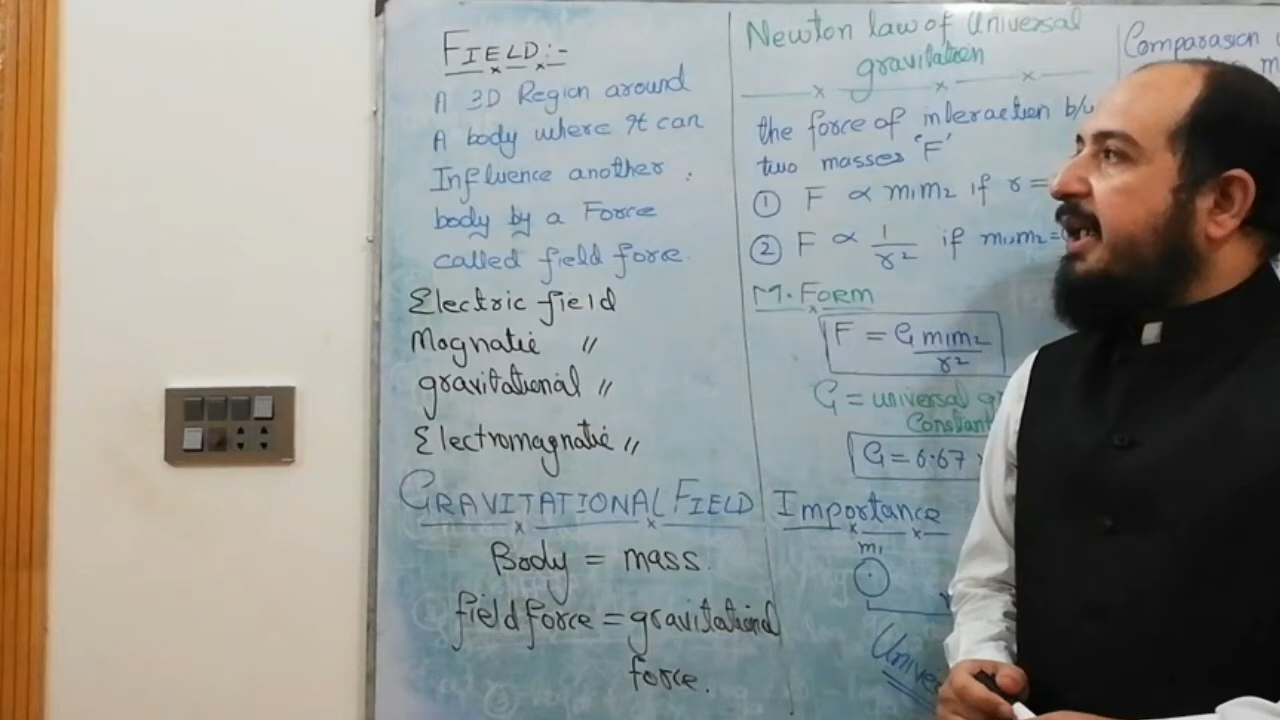 FIELD:-
A 3D Region around
A body where It can
Influence another
body by a Force
called field force.
Electric field
Magnatic "
gravitational "
Electromagnatic "
GRAVITATIONAL FIELD
Body = mass.
field force = gravitational
force.
Newton law of Universal
gravitation
the force of interaction b/w
two masses 'F'
① F ∝ m₁m₂ if r =
② F ∝ 1/r² if m₁,m₂=
M. FORM
F = G m₁m₂/r²
G = universal
Constant
G = 6.67
Importance
m₁
Comparasion